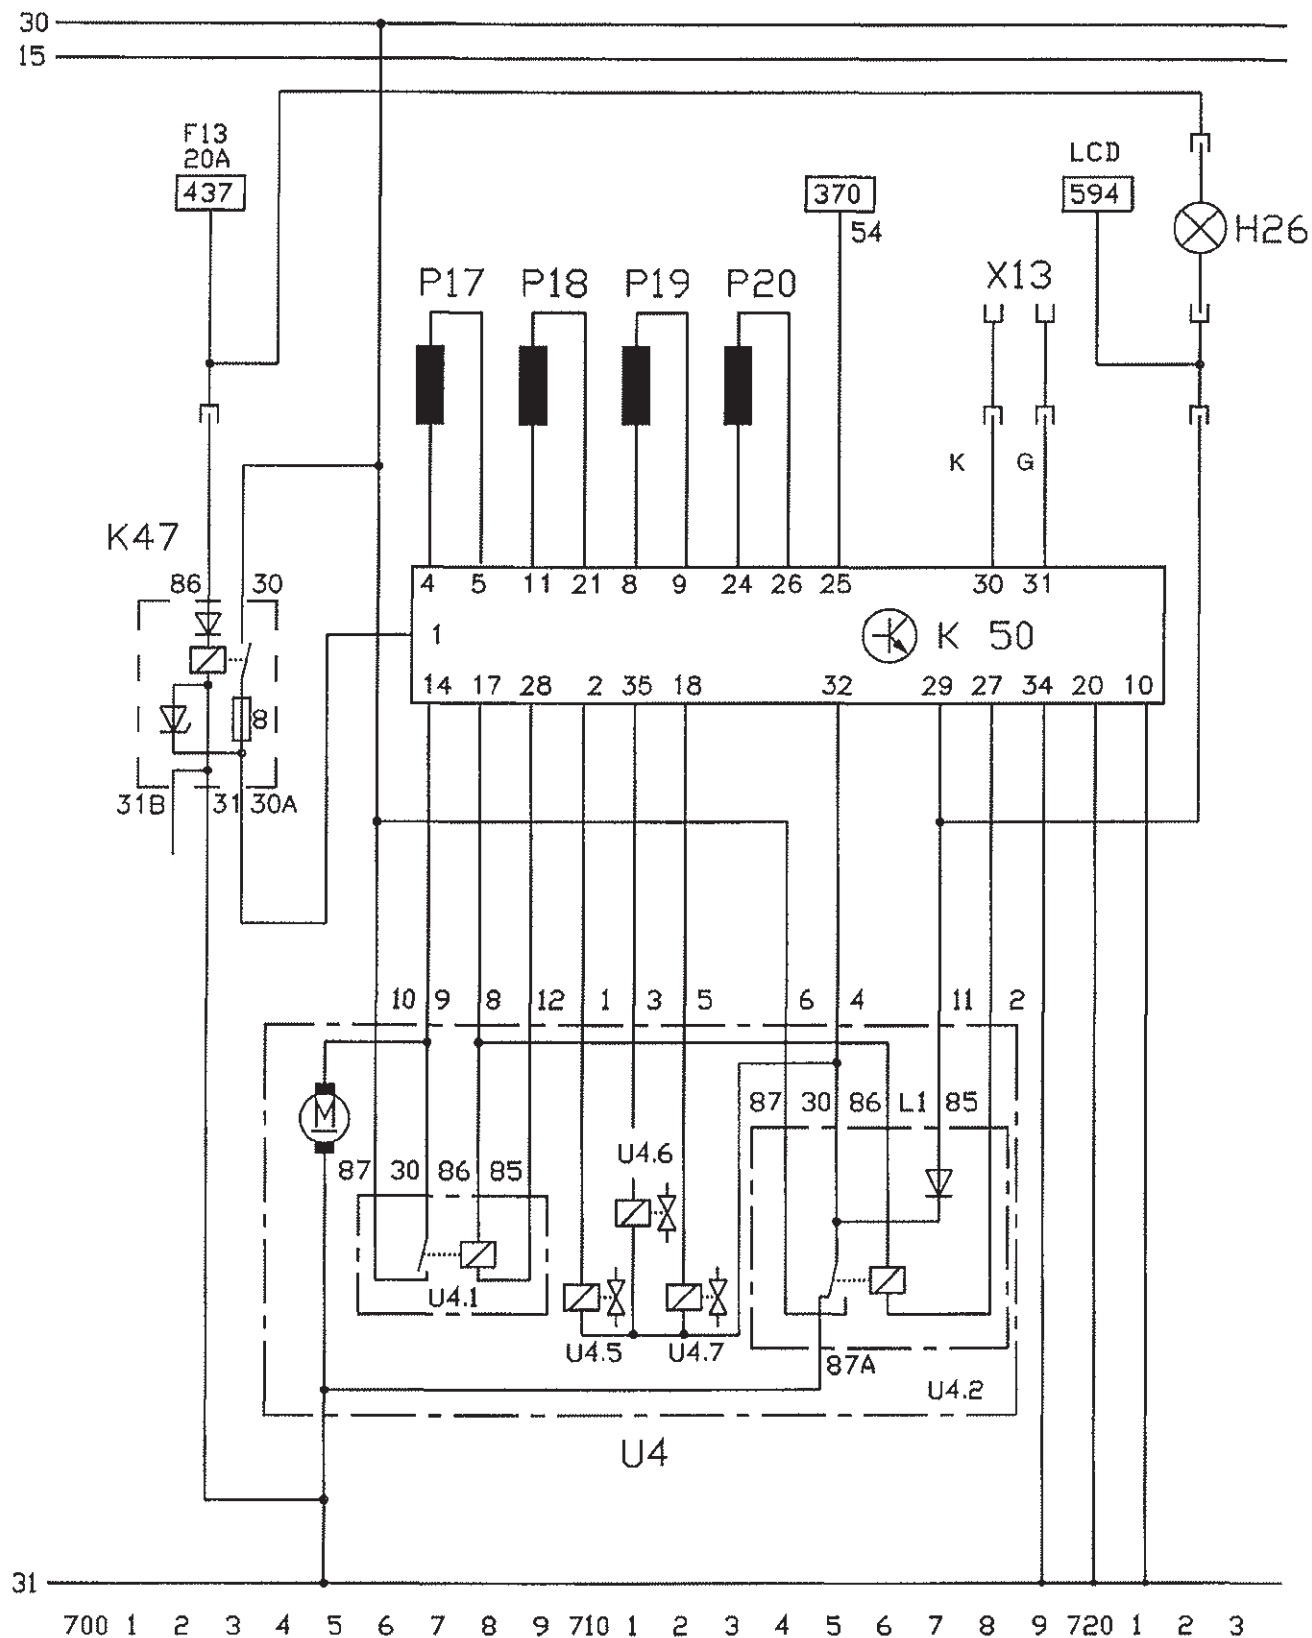 30
15
F13
20A
437
LCD
370
594
54
H26
P17 P18 P19 P20
X13
K G
K47
86 30
4 5 11 21 8 9 24 26 25 30 31
1
K 50
14 17 28 2 35 18 32 29 27 34 20 10
8
31B 31 30A
10 9 8 12 1 3 5 6 4 11 2
87 30 86 L1 85
M
U4.6
87 30 86 85
U4.1
U4.5 U4.7
87A
U4.2
U4
31
700 1 2 3 4 5 6 7 8 9 710 1 2 3 4 5 6 7 8 9 720 1 2 3